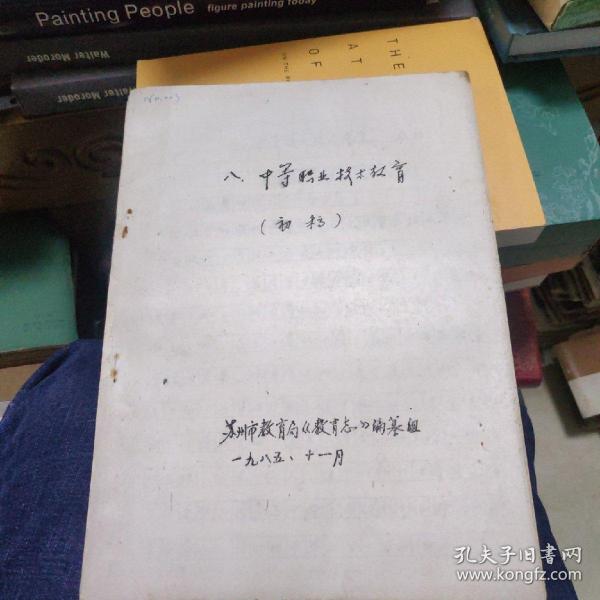 Painting People figure painting today
Walter Moroder
Walter Moroder
THE
AT
OF
八、中等职业技术教育
(初稿)
苏州市教育局《教育志》编纂组
一九八五、十一月
孔夫子旧书网
www.kongfz.com